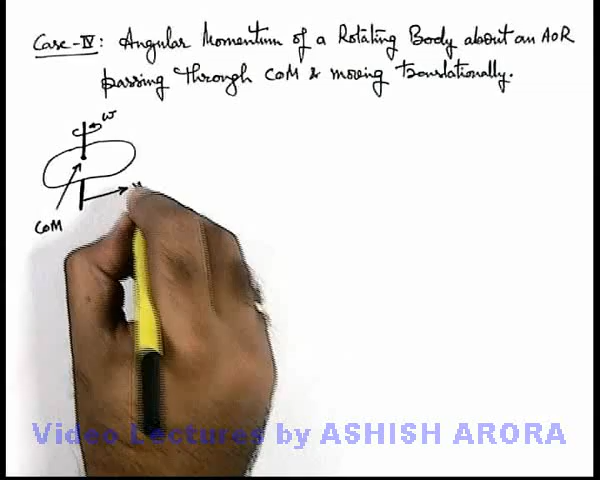 Case-IV: Angular Momentum of a Rotating Body about an AOR
passing through COM & moving translationally.
ω
COM
Video Lectures by ASHISH ARORA